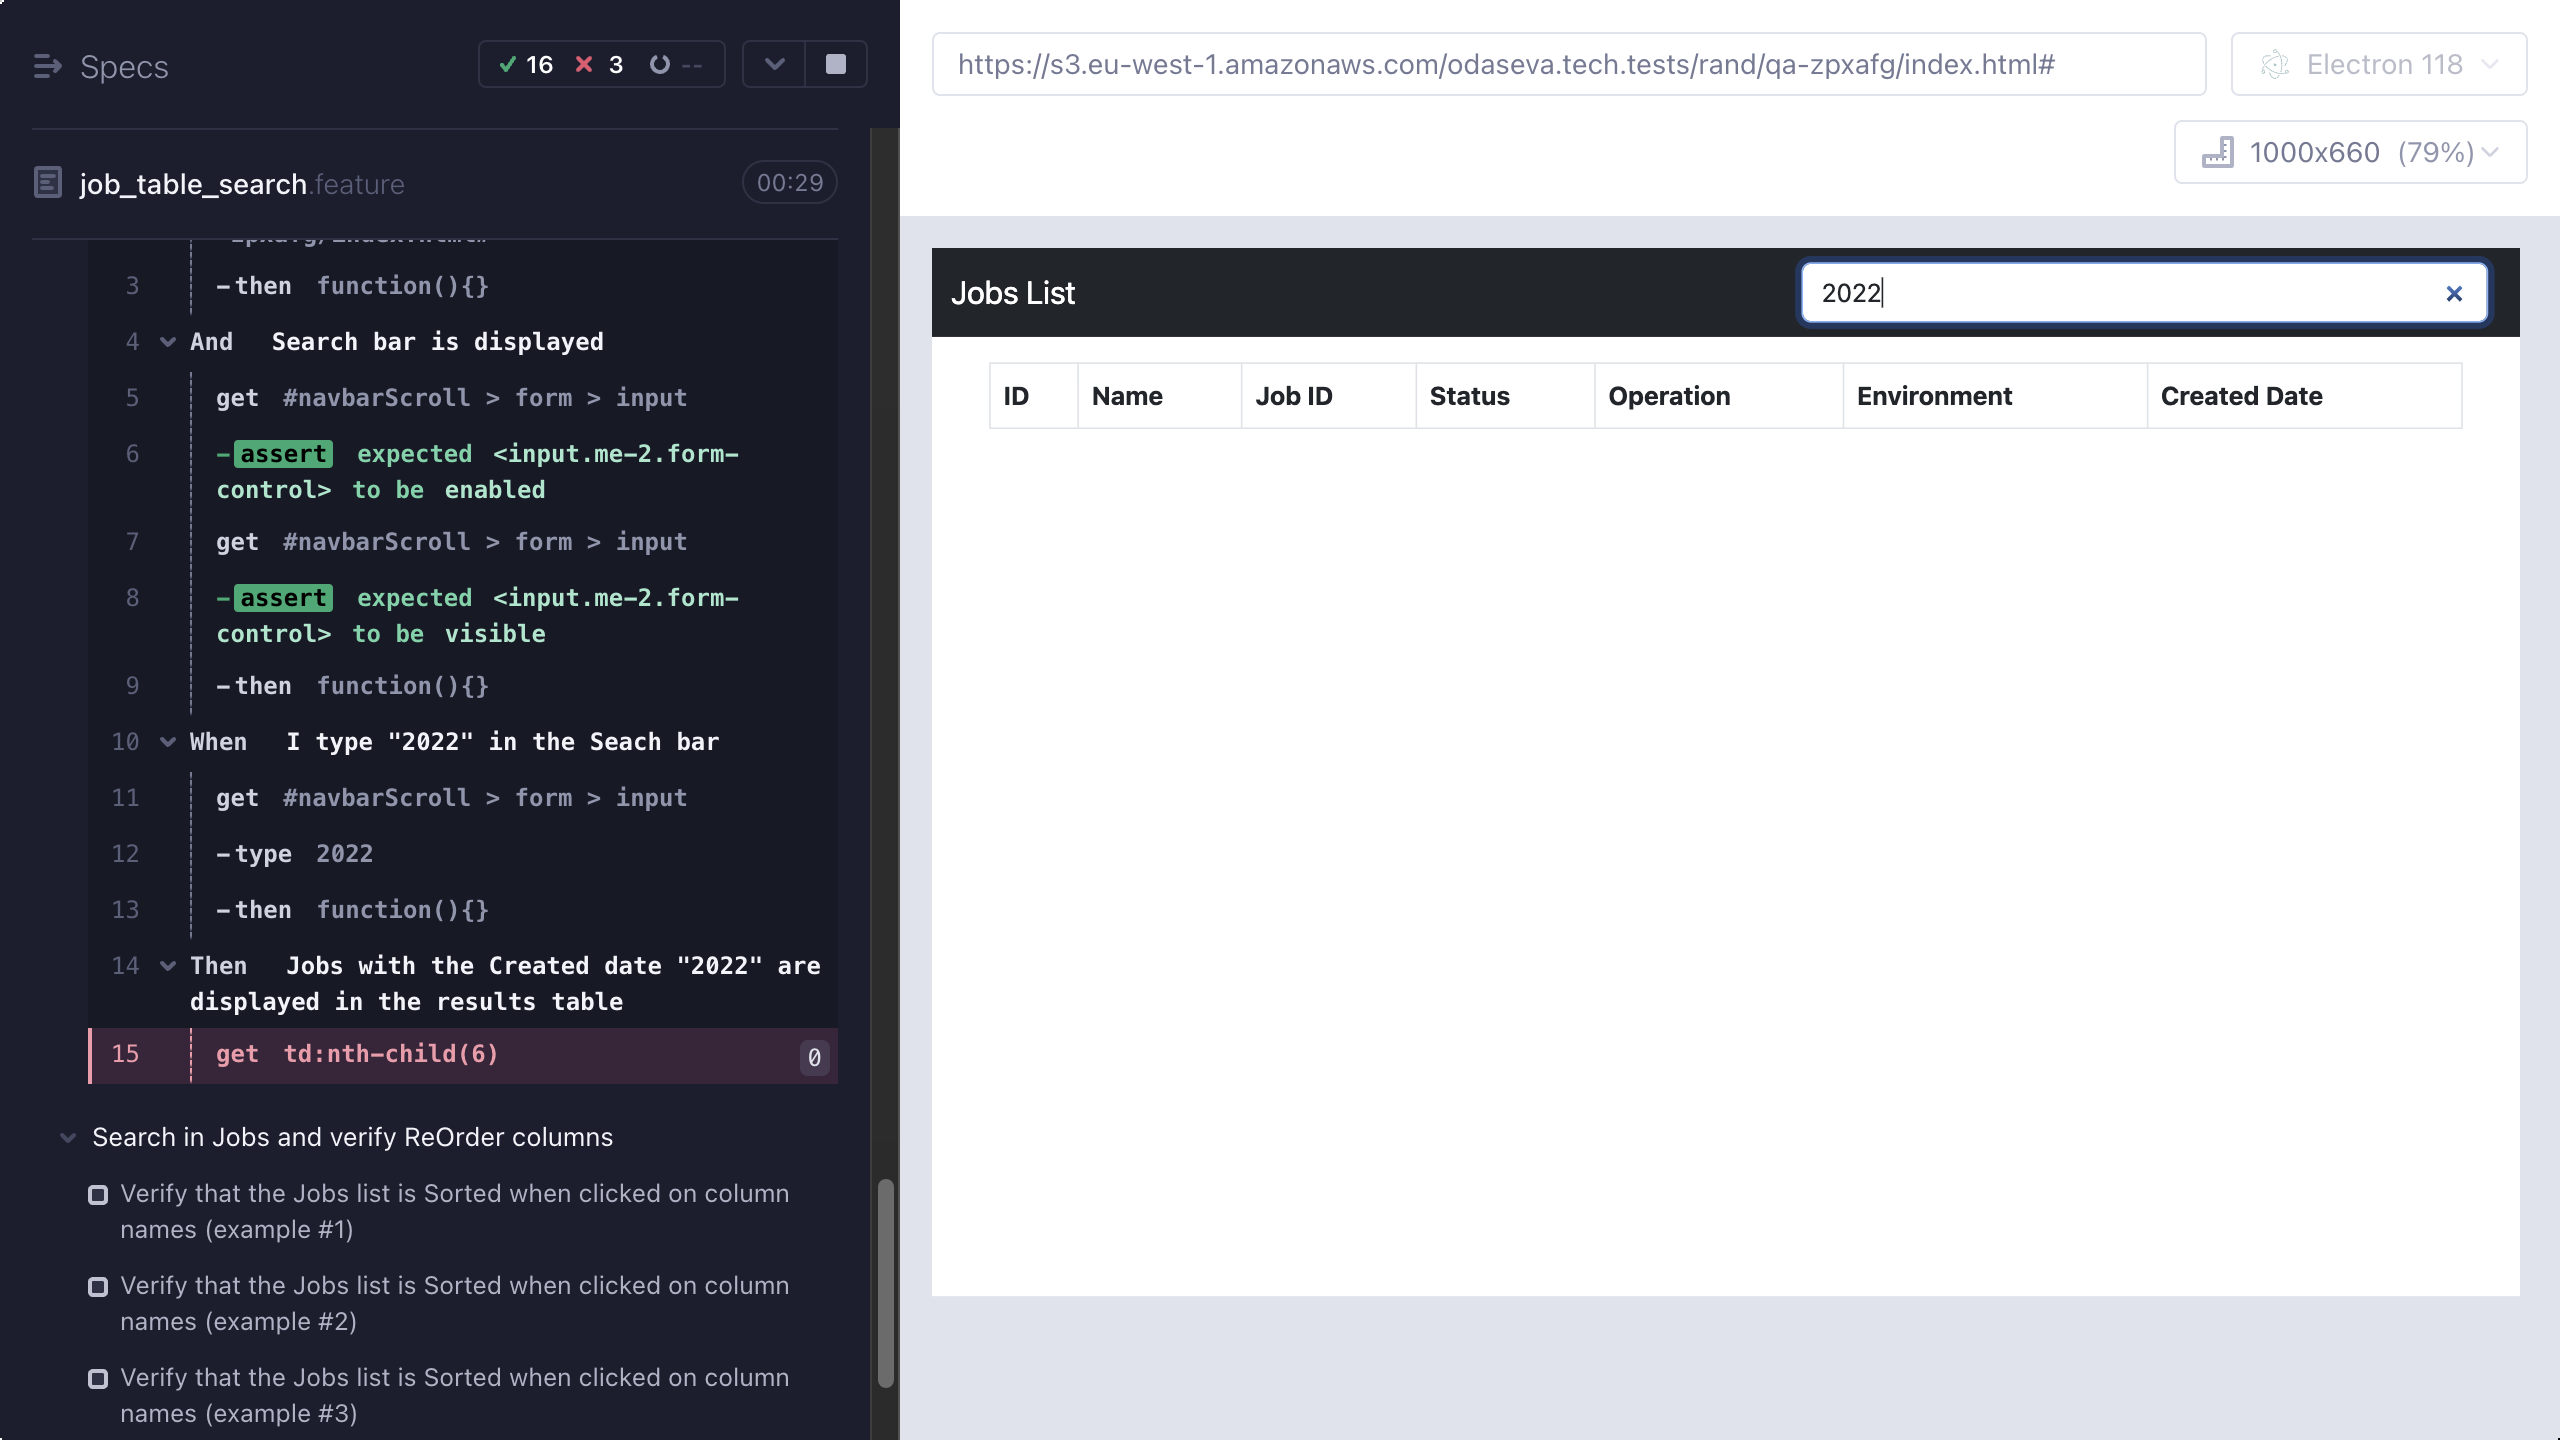 Specs
16 3 --
job_table_search.feature
00:29
3 -then function(){}
4 And Search bar is displayed
5 get #navbarScroll > form > input
6 -assert expected <input.me-2.form-
control> to be enabled
7 get #navbarScroll > form > input
8 -assert expected <input.me-2.form-
control> to be visible
9 -then function(){}
10 When I type "2022" in the Seach bar
11 get #navbarScroll > form > input
12 -type 2022
13 -then function(){}
14 Then Jobs with the Created date "2022" are
displayed in the results table
15 get td:nth-child(6) 0
Search in Jobs and verify ReOrder columns
Verify that the Jobs list is Sorted when clicked on column
names (example #1)
Verify that the Jobs list is Sorted when clicked on column
names (example #2)
Verify that the Jobs list is Sorted when clicked on column
names (example #3)
https://s3.eu-west-1.amazonaws.com/odaseva.tech.tests/rand/qa-zpxafg/index.html#
Electron 118
1000x660 (79%)
Jobs List
2022
ID Name Job ID Status Operation Environment Created Date